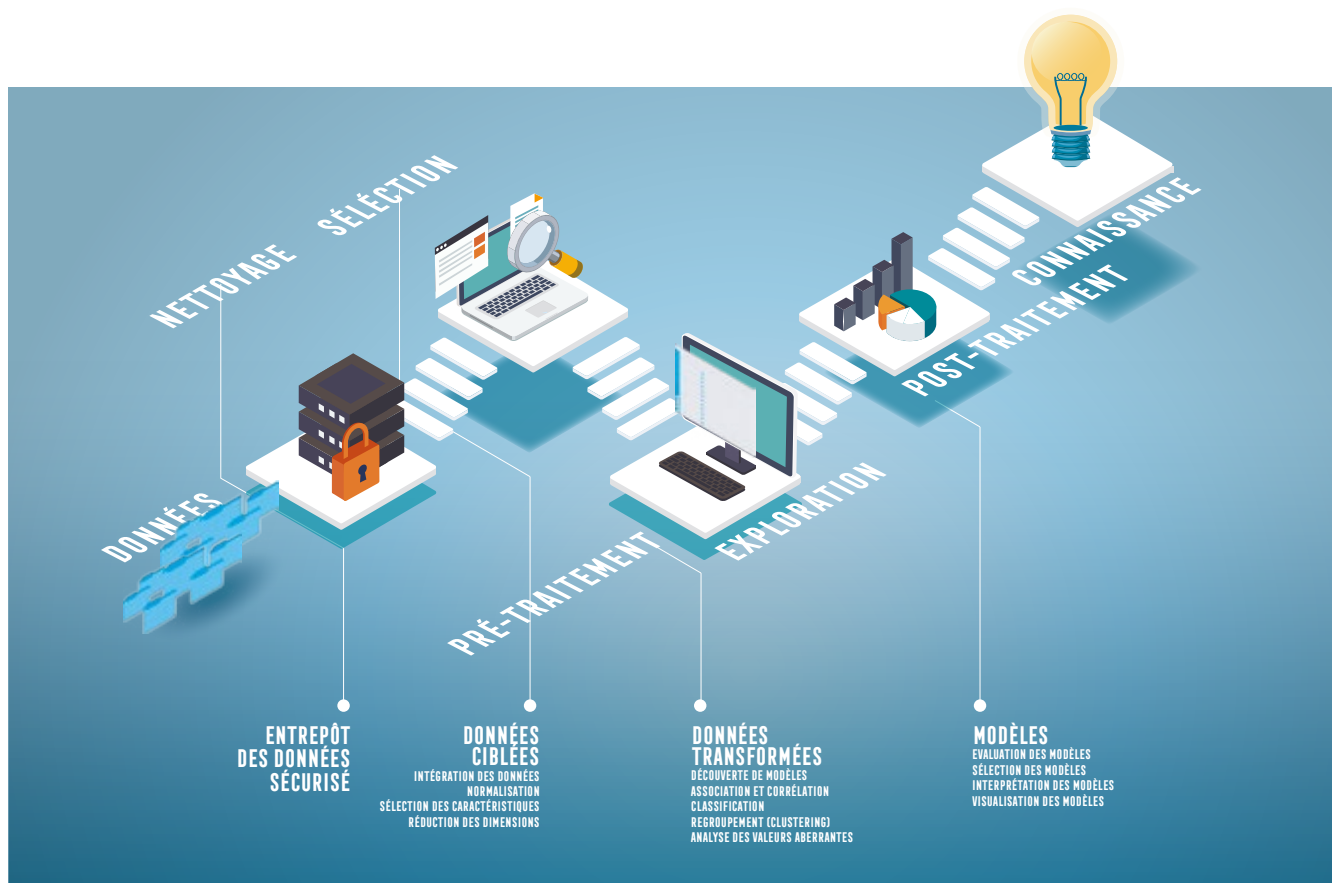 NETTOYAGE
SÉLÉCTION
DONNÉES
PRÉ-TRAITEMENT
EXPLORATION
POST-TRAITEMENT
CONNAISSANCE
ENTREPÔT
DES DONNÉES
SÉCURISÉ
DONNÉES
CIBLÉES
INTÉGRATION DES DONNÉES
NORMALISATION
SÉLECTION DES CARACTÉRISTIQUES
RÉDUCTION DES DIMENSIONS
DONNÉES
TRANSFORMÉES
DÉCOUVERTE DE MODÈLES
ASSOCIATION ET CORRÉLATION
CLASSIFICATION
REGROUPEMENT (CLUSTERING)
ANALYSE DES VALEURS ABERRANTES
MODÈLES
EVALUATION DES MODÈLES
SÉLECTION DES MODÈLES
INTERPRÉTATION DES MODÈLES
VISUALISATION DES MODÈLES